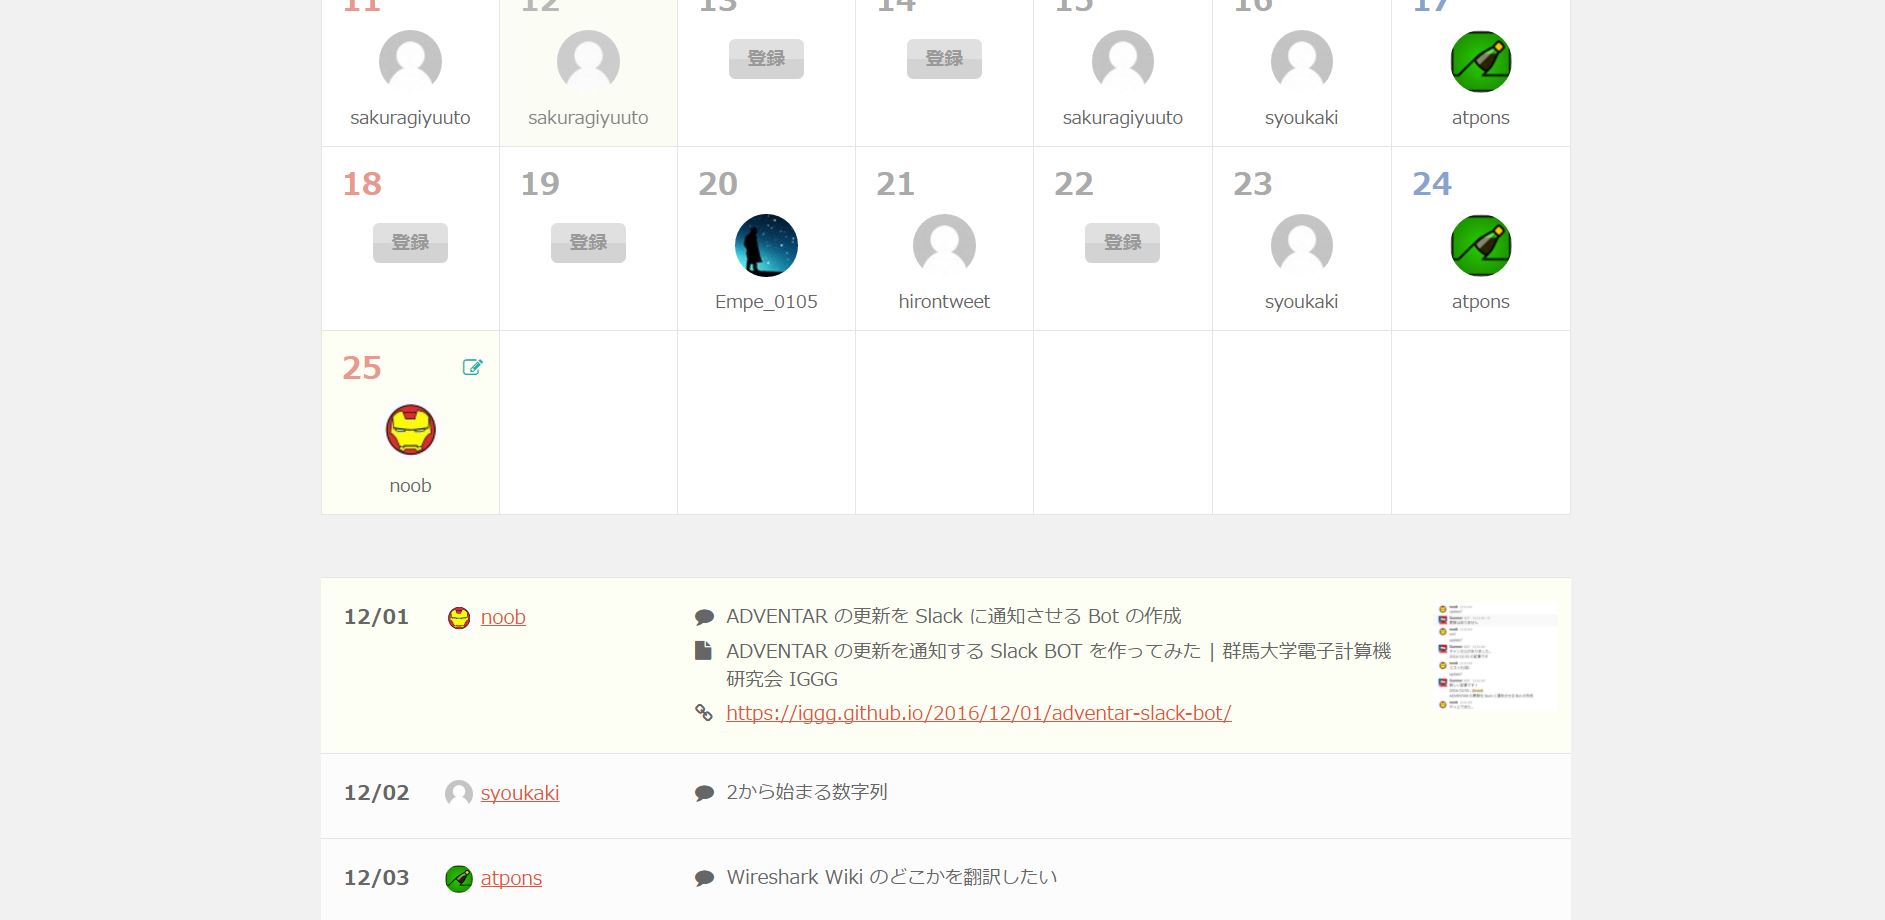 11 12 13 14 15 16 17
登録 登録
sakuragiyuuto sakuragiyuuto sakuragiyuuto syoukaki atpons
18 19 20 21 22 23 24
登録 登録 登録
Empe_0105 hirontweet syoukaki atpons
25
noob
12/01 noob ADVENTAR の更新を Slack に通知させる Bot の作成
ADVENTAR の更新を通知する Slack BOT を作ってみた | 群馬大学電子計算機
研究会 IGGG
https://iggg.github.io/2016/12/01/adventar-slack-bot/
12/02 syoukaki 2から始まる数字列
12/03 atpons Wireshark Wiki のどこかを翻訳したい